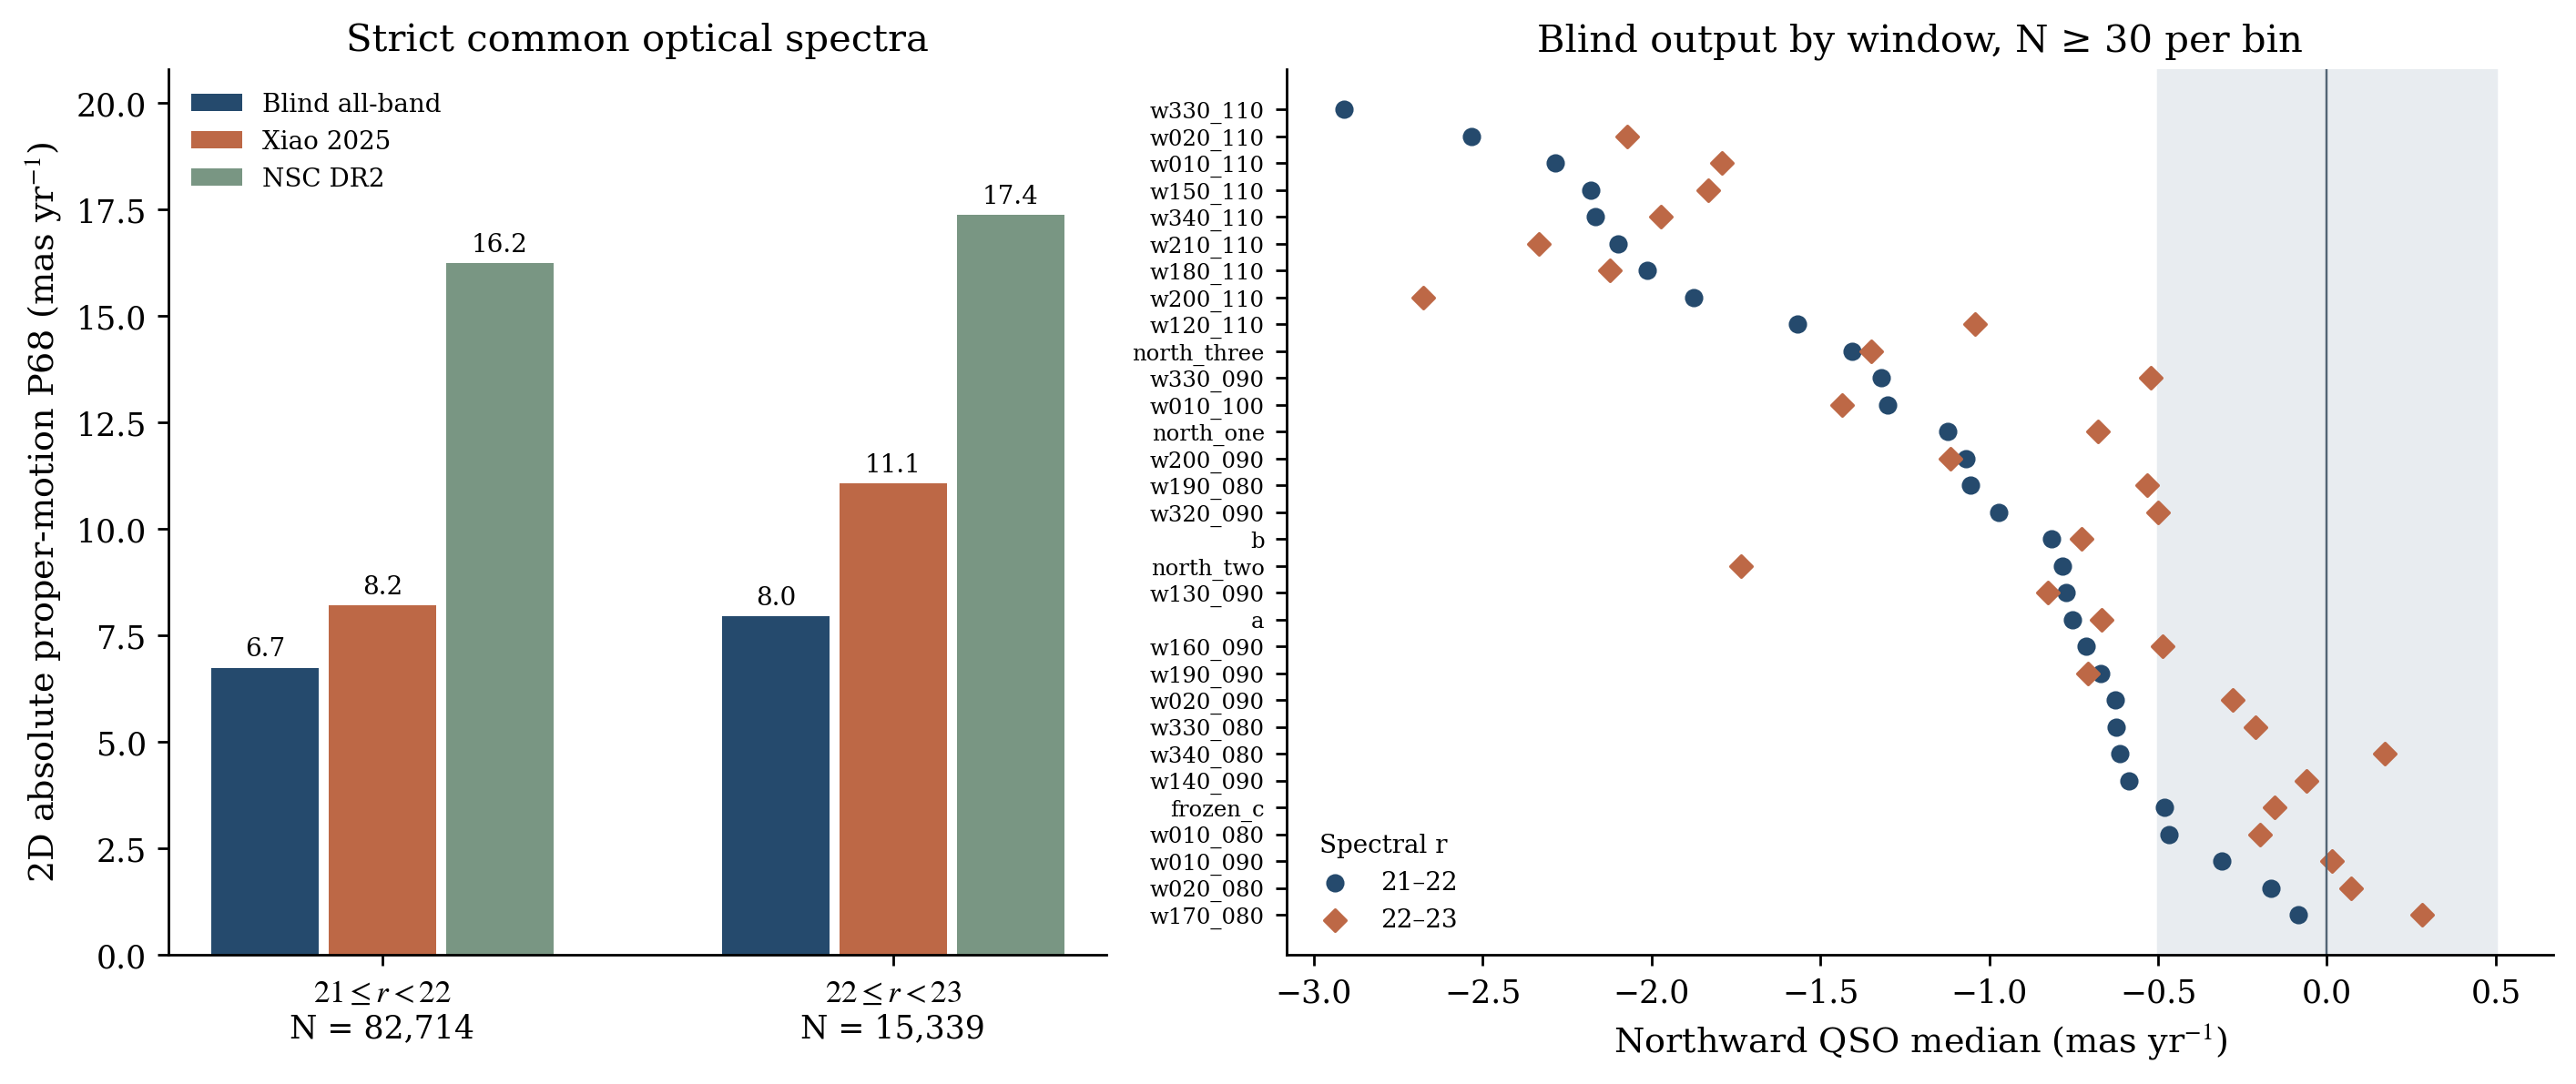 Strict common optical spectra
Blind all-band
Xiao 2025
NSC DR2
2D absolute proper-motion P68 (mas yr⁻¹)
20.0
17.5
15.0
12.5
10.0
7.5
5.0
2.5
0.0
6.7
8.2
16.2
8.0
11.1
17.4
21 ≤ r < 22
N = 82,714
22 ≤ r < 23
N = 15,339
Blind output by window, N ≥ 30 per bin
w330_110
w020_110
w010_110
w150_110
w340_110
w210_110
w180_110
w200_110
w120_110
north_three
w330_090
w010_100
north_one
w200_090
w190_080
w320_090
b
north_two
w130_090
a
w160_090
w190_090
w020_090
w330_080
w340_080
w140_090
frozen_c
w010_080
w010_090
w020_080
w170_080
Spectral r
21–22
22–23
−3.0 −2.5 −2.0 −1.5 −1.0 −0.5 0.0 0.5
Northward QSO median (mas yr⁻¹)